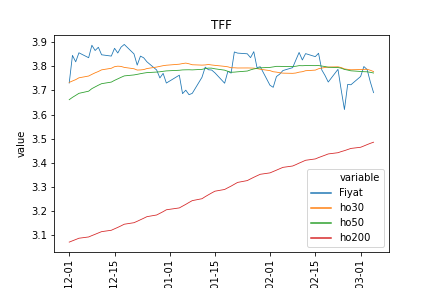 TFF
3.9
3.8
3.7
3.6
3.5
3.4
3.3
3.2
3.1
value
variable
Fiyat
ho30
ho50
ho200
12-01
12-15
01-01
01-15
02-01
02-15
03-01